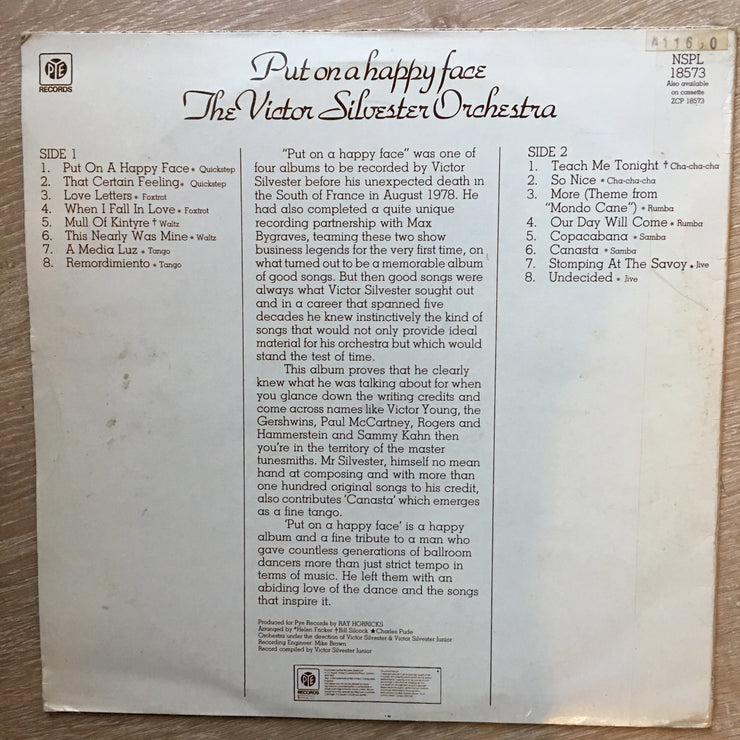 PYE
RECORDS
Put on a happy face
The Victor Silvester Orchestra
NSPL
18573
Also available
on cassette
ZCP 18573
SIDE 1
1. Put On A Happy Face★ Quickstep
2. That Certain Feeling★ Quickstep
3. Love Letters★ Foxtrot
4. When I Fall In Love★ Foxtrot
5. Mull Of Kintyre† Waltz
6. This Nearly Was Mine★ Waltz
7. A Media Luz★ Tango
8. Remordimiento★ Tango
"Put on a happy face" was one of
four albums to be recorded by Victor
Silvester before his unexpected death in
the South of France in August 1978. He
had also completed a quite unique
recording partnership with Max
Bygraves, teaming these two show
business legends for the very first time, on
what turned out to be a memorable album
of good songs. But then good songs were
always what Victor Silvester sought out
and in a career that spanned five
decades he knew instinctively the kind of
songs that would not only provide ideal
material for his orchestra but which would
stand the test of time.
This album proves that he clearly
knew what he was talking about for when
you glance down the writing credits and
come across names like Victor Young, the
Gershwins, Paul McCartney, Rogers and
Hammerstein and Sammy Kahn then
you're in the territory of the master
tunesmiths. Mr Silvester, himself no mean
hand at composing and with more than
one hundred original songs to his credit,
also contributes 'Canasta' which emerges
as a fine tango.
'Put on a happy face' is a happy
album and a fine tribute to a man who
gave countless generations of ballroom
dancers more than just strict tempo in
terms of music. He left them with an
abiding love of the dance and the songs
that inspire it.
Produced for Pye Records by RAY HORRICKS
Arranged by *Helen Fricker †Bill Silcock ★Charles Pude
Orchestra under the direction of Victor Silvester & Victor Silvester Junior
Recording Engineer: Mike Brown
Record compiled by Victor Silvester Junior
SIDE 2
1. Teach Me Tonight † Cha-cha-cha
2. So Nice★ Cha-cha-cha
3. More (Theme from
"Mondo Cane")★ Rumba
4. Our Day Will Come★ Rumba
5. Copacabana★ Samba
6. Canasta★ Samba
7. Stomping At The Savoy★ Jive
8. Undecided★ Jive
PYE
RECORDS